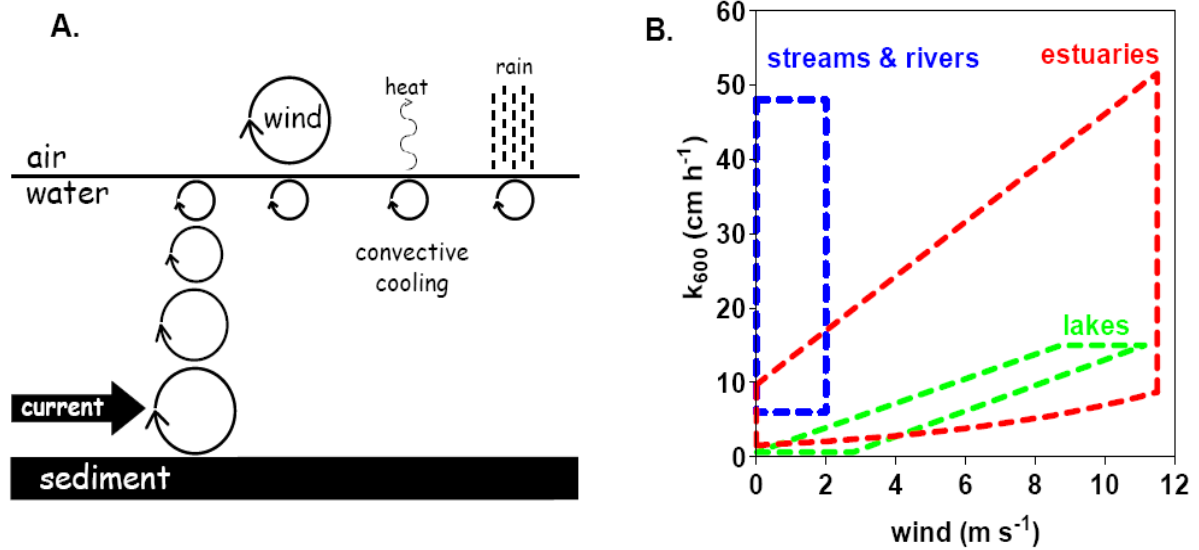 A.
rain
heat
wind
air
water
convective
cooling
current
sediment
B.
60
50
40
30
20
10
0
k600 (cm h-1)
streams & rivers
estuaries
lakes
0 2 4 6 8 10 12
wind (m s-1)